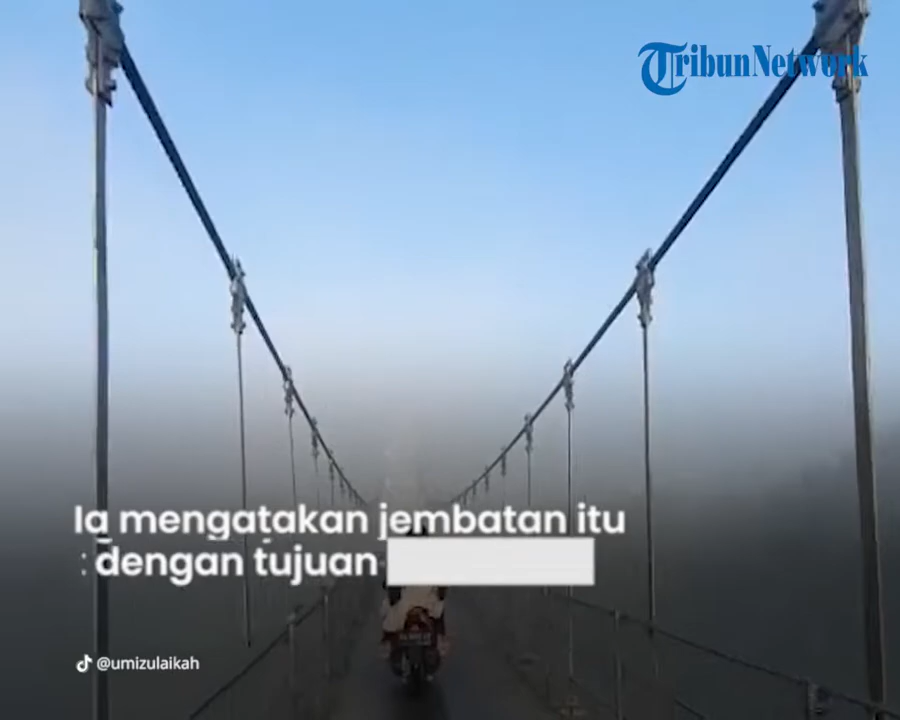 TribunNetwork
Ia mengatakan jembatan itu
: dengan tujuan
@umizulaikah